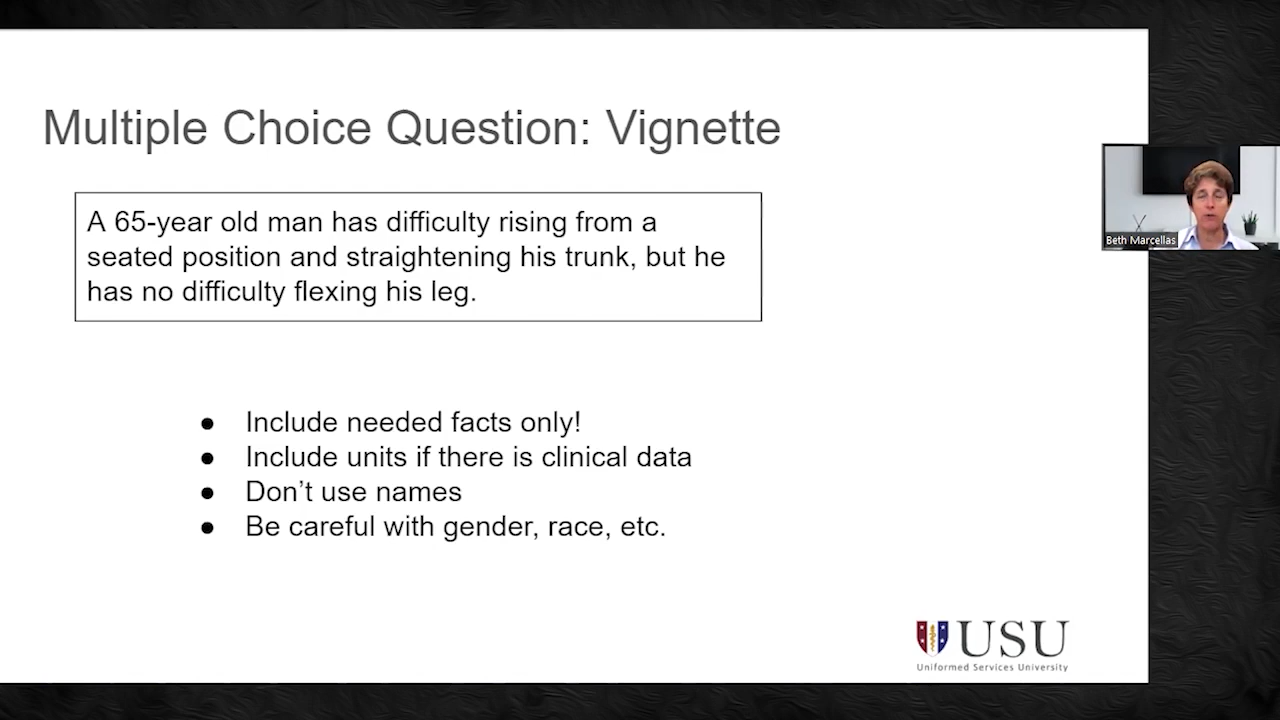 Multiple Choice Question: Vignette
A 65-year old man has difficulty rising from a
seated position and straightening his trunk, but he
has no difficulty flexing his leg.
● Include needed facts only!
● Include units if there is clinical data
● Don’t use names
● Be careful with gender, race, etc.
Beth Marcellas
USU
Uniformed Services University